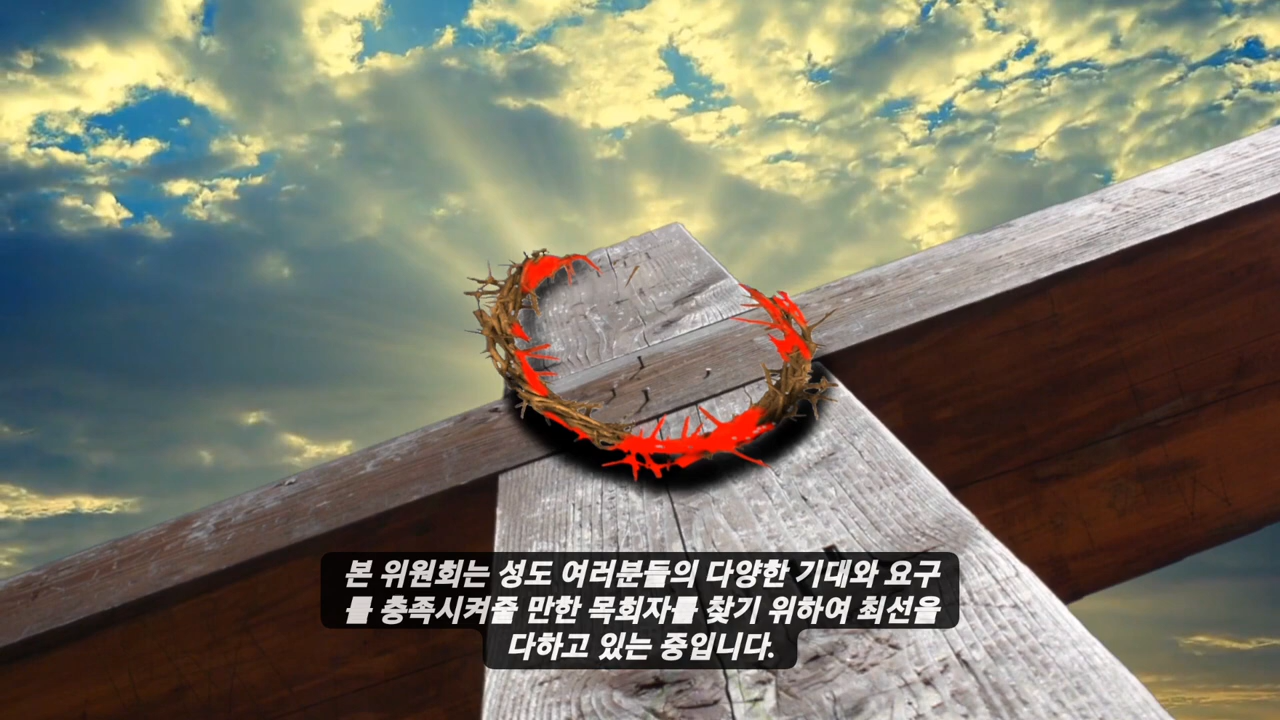 본 위원회는 성도 여러분들의 다양한 기대와 요구
를 충족시켜줄 만한 목회자를 찾기 위하여 최선을
다하고 있는 중입니다.